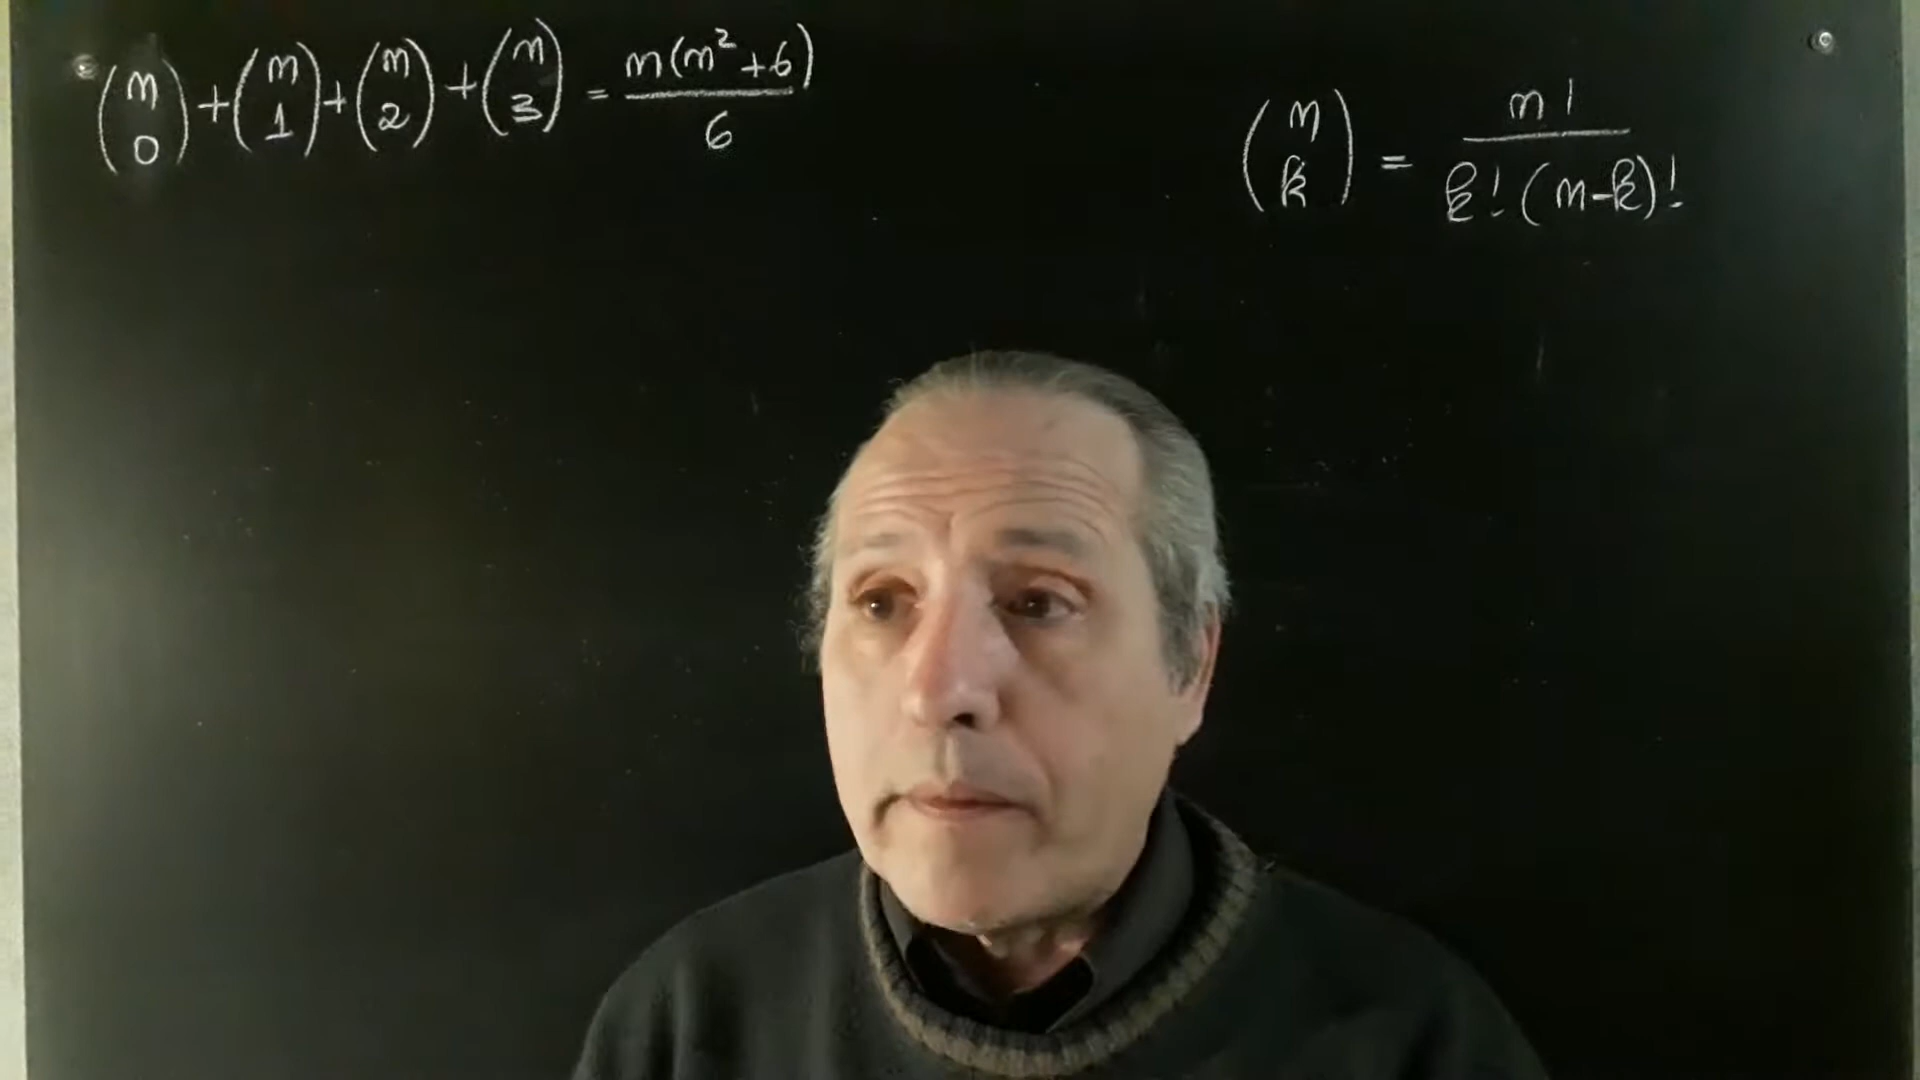 (m 0) + (m 1) + (m 2) + (m 3) = m(m² + 6) / 6
(m k) = m! / k! (m-k)!